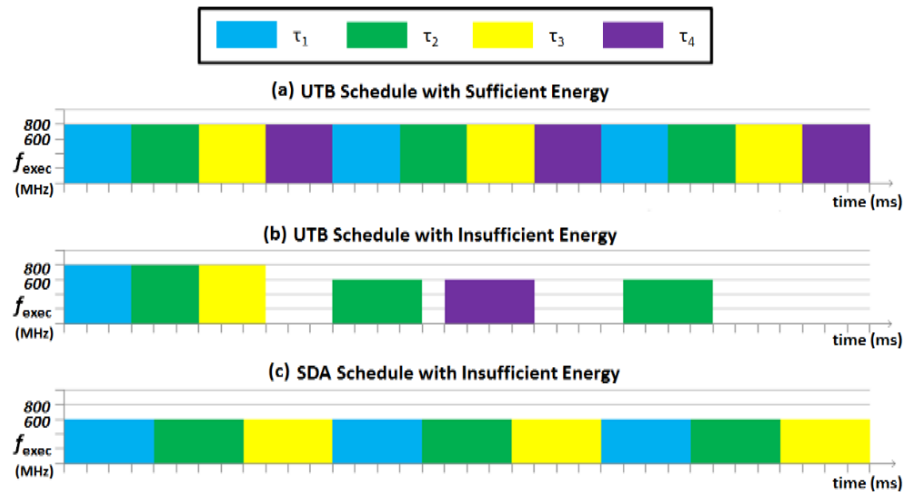 τ1 τ2 τ3 τ4
(a) UTB Schedule with Sufficient Energy
800
600
fexec
(MHz)
time (ms)
(b) UTB Schedule with Insufficient Energy
800
600
fexec
(MHz)
time (ms)
(c) SDA Schedule with Insufficient Energy
800
600
fexec
(MHz)
time (ms)